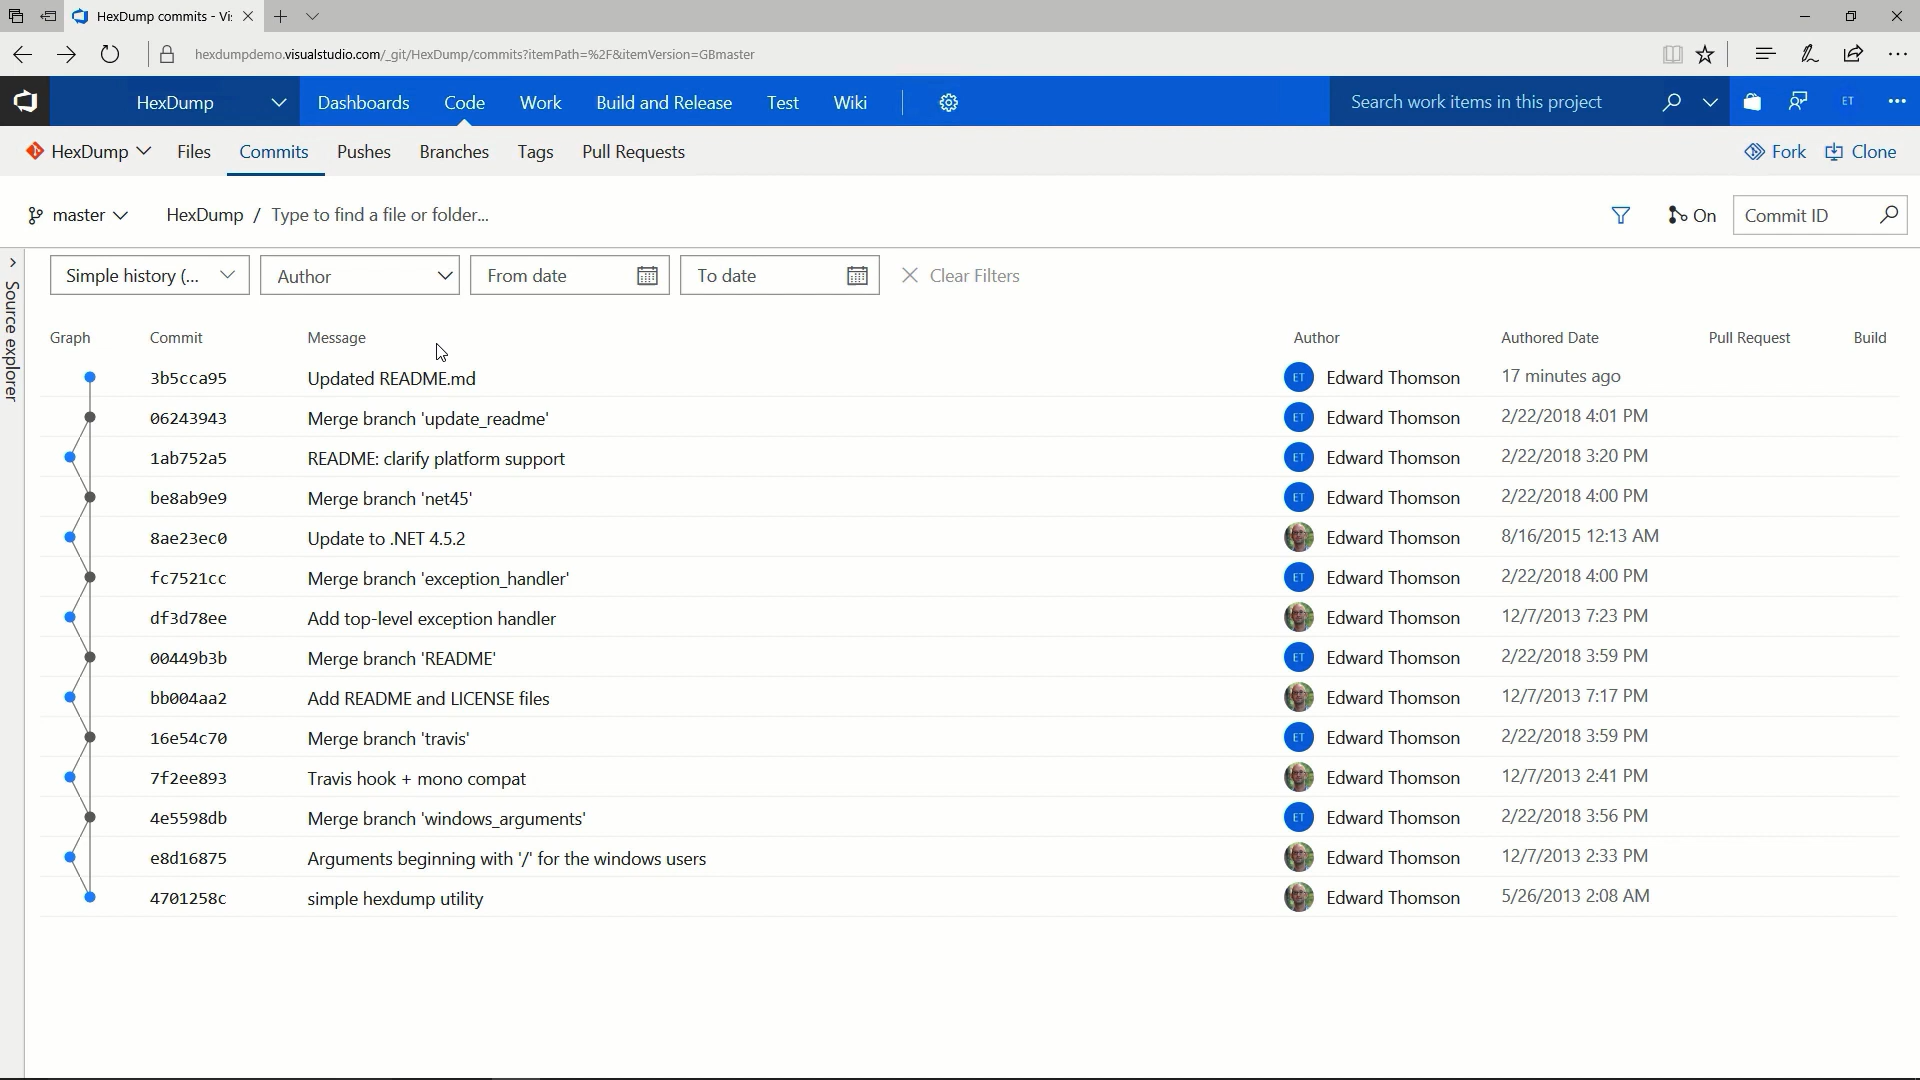 HexDump commits - Vis
hexdumpdemo.visualstudio.com/_git/HexDump/commits?itemPath=%2F&itemVersion=GBmaster
HexDump Dashboards Code Work Build and Release Test Wiki Search work items in this project ET
HexDump Files Commits Pushes Branches Tags Pull Requests Fork Clone
master HexDump / Type to find a file or folder... On Commit ID
Source explorer
Simple history (... Author From date To date Clear Filters
Graph Commit Message Author Authored Date Pull Request Build
3b5cca95 Updated README.md ET Edward Thomson 17 minutes ago
06243943 Merge branch 'update_readme' ET Edward Thomson 2/22/2018 4:01 PM
1ab752a5 README: clarify platform support ET Edward Thomson 2/22/2018 3:20 PM
be8ab9e9 Merge branch 'net45' ET Edward Thomson 2/22/2018 4:00 PM
8ae23ec0 Update to .NET 4.5.2 Edward Thomson 8/16/2015 12:13 AM
fc7521cc Merge branch 'exception_handler' ET Edward Thomson 2/22/2018 4:00 PM
df3d78ee Add top-level exception handler Edward Thomson 12/7/2013 7:23 PM
00449b3b Merge branch 'README' ET Edward Thomson 2/22/2018 3:59 PM
bb004aa2 Add README and LICENSE files Edward Thomson 12/7/2013 7:17 PM
16e54c70 Merge branch 'travis' ET Edward Thomson 2/22/2018 3:59 PM
7f2ee893 Travis hook + mono compat Edward Thomson 12/7/2013 2:41 PM
4e5598db Merge branch 'windows_arguments' ET Edward Thomson 2/22/2018 3:56 PM
e8d16875 Arguments beginning with '/' for the windows users Edward Thomson 12/7/2013 2:33 PM
4701258c simple hexdump utility Edward Thomson 5/26/2013 2:08 AM